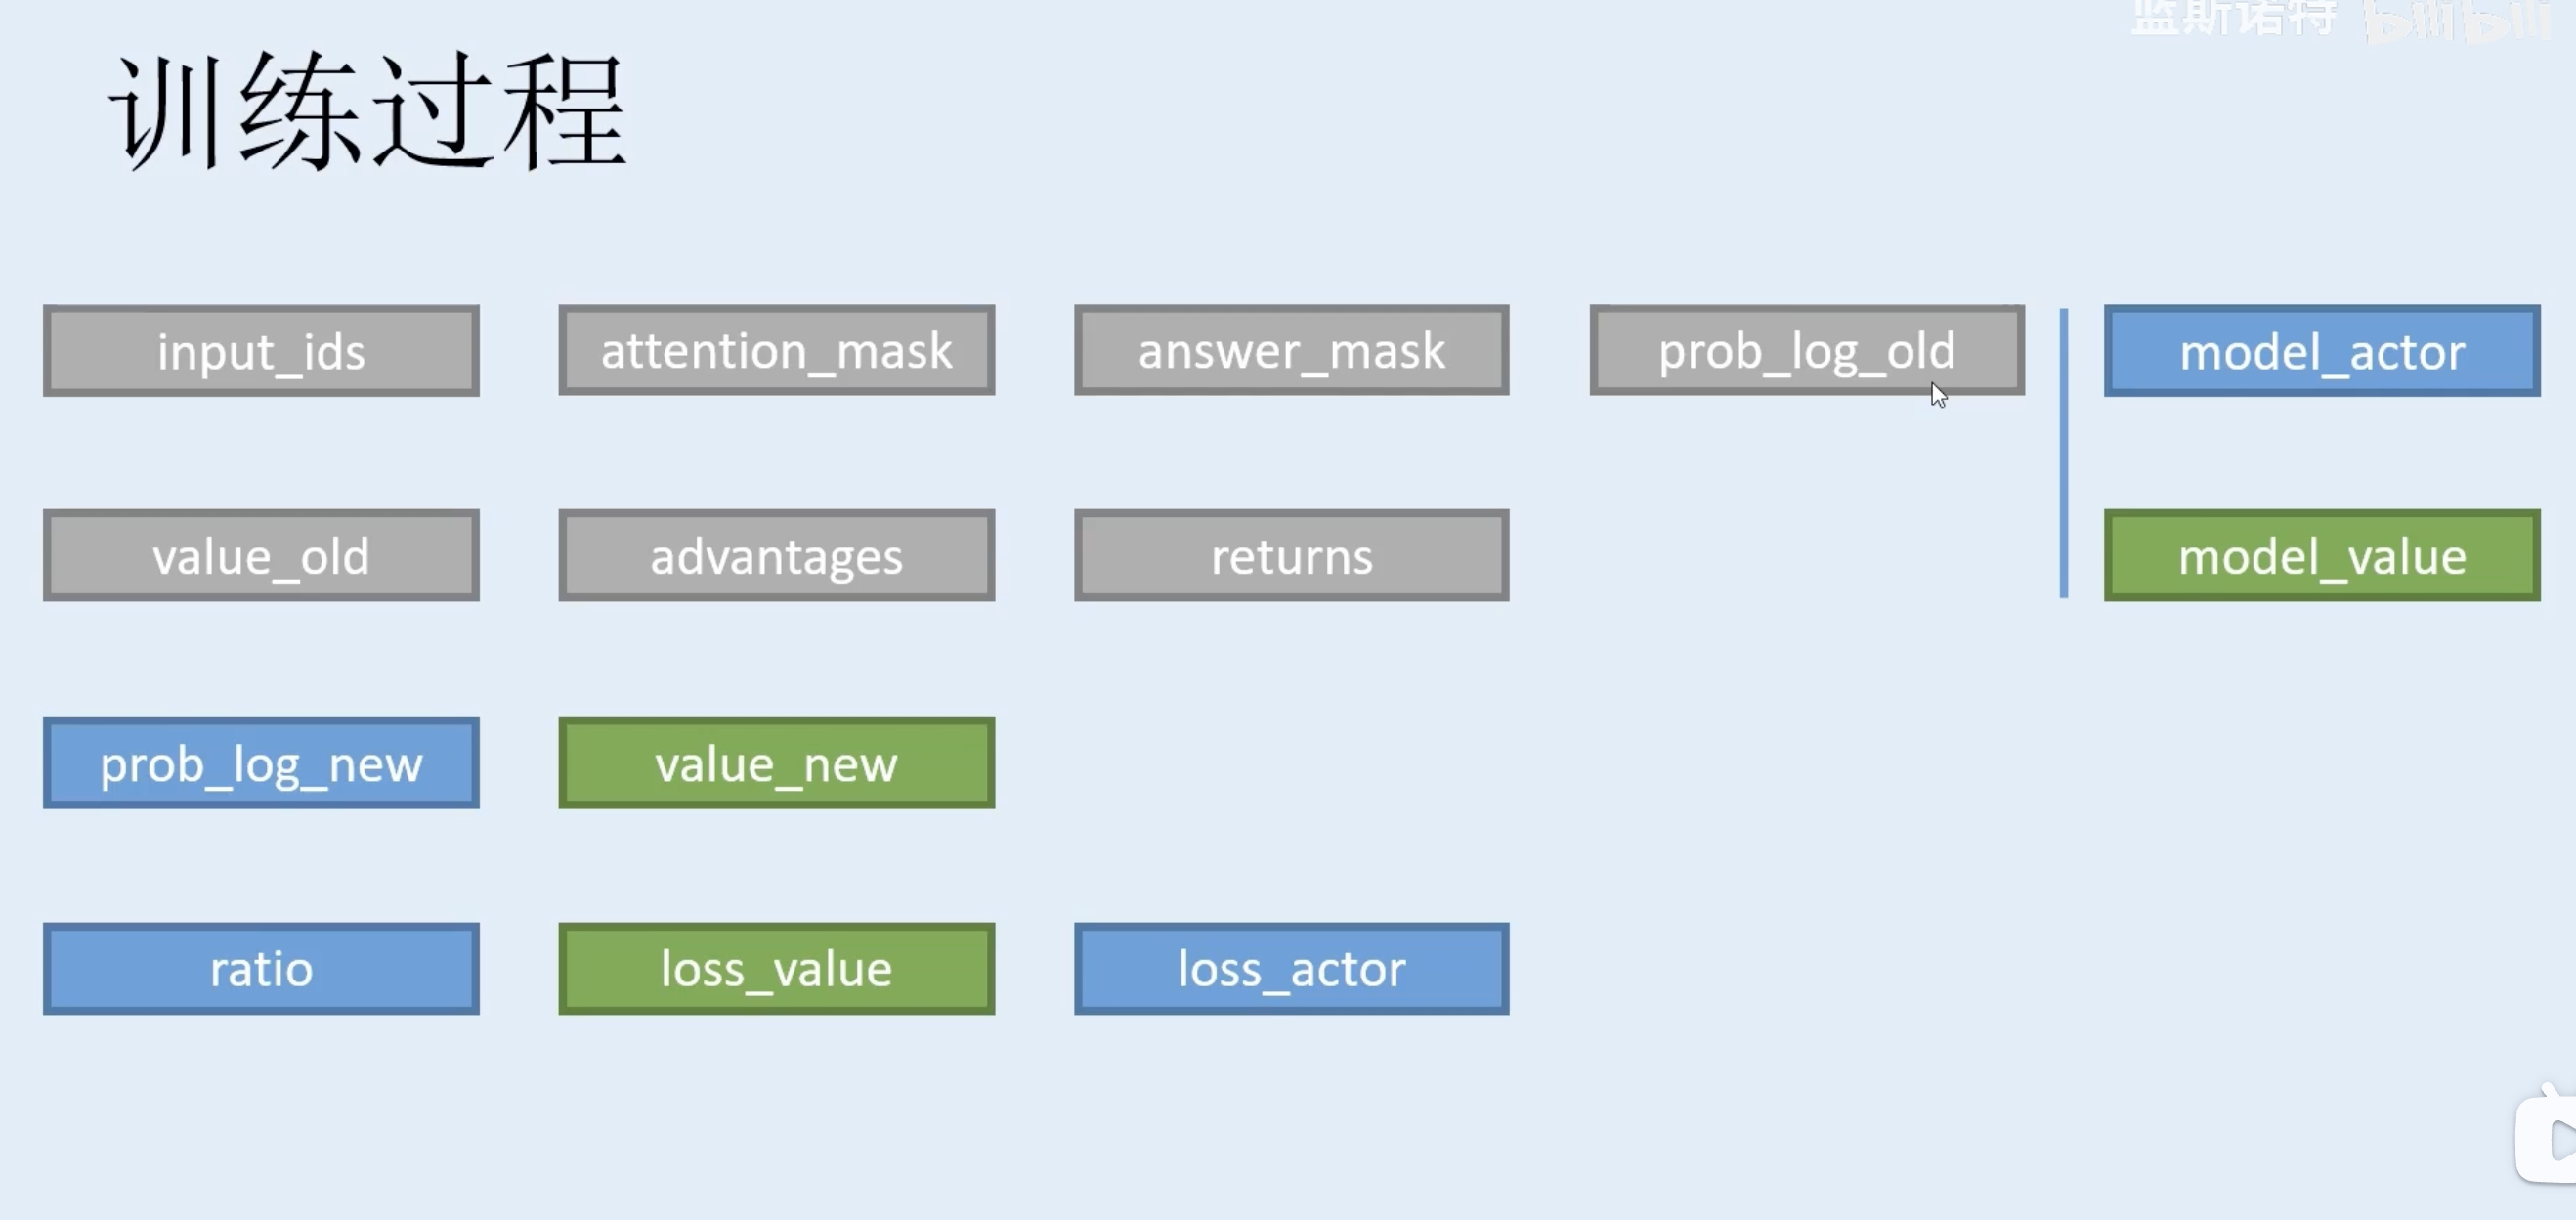 蓝斯诺特 bilibili
训练过程
input_ids attention_mask answer_mask prob_log_old model_actor
value_old advantages returns model_value
prob_log_new value_new
ratio loss_value loss_actor